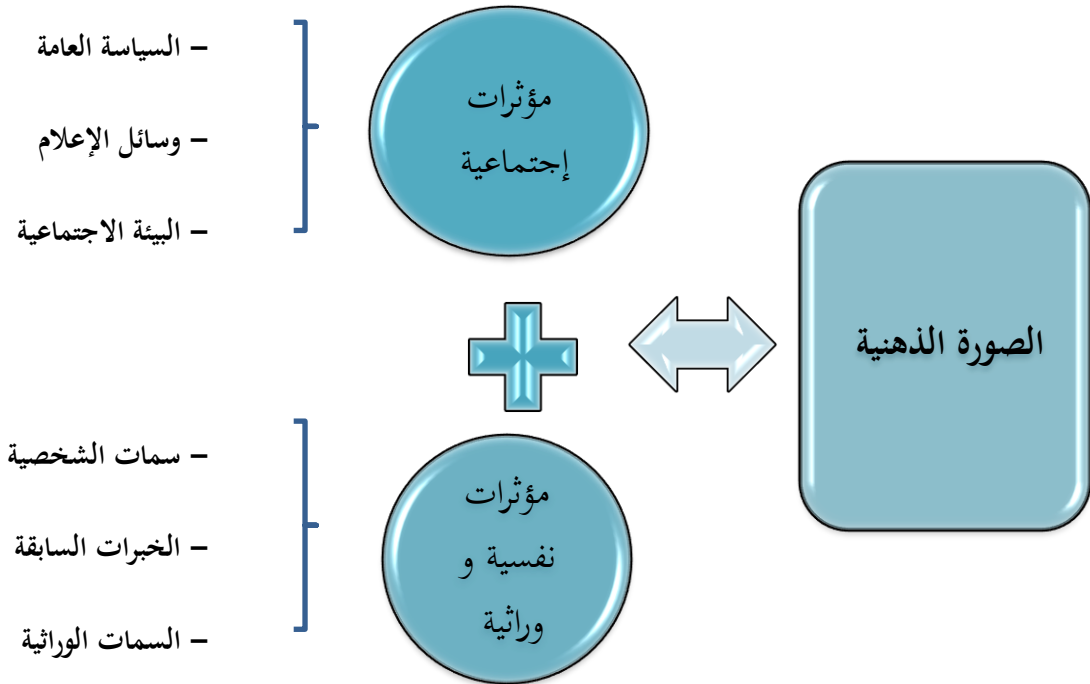 مؤثرات
إجتماعية
– السياسة العامة
– وسائل الإعلام
– البيئة الاجتماعية
الصورة الذهنية
مؤثرات
نفسية و
وراثية
– سمات الشخصية
– الخبرات السابقة
– السمات الوراثية